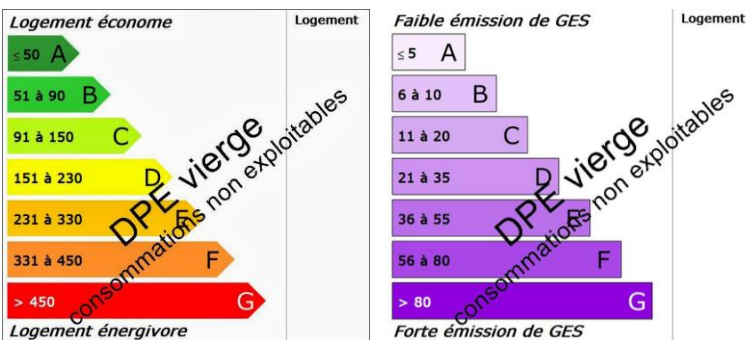 Logement économe
Logement
≤ 50 A
51 à 90 B
91 à 150 C
151 à 230 D
231 à 330 E
331 à 450 F
> 450 G
Logement énergivore
DPE vierge
consommations non exploitables
Faible émission de GES
Logement
≤ 5 A
6 à 10 B
11 à 20 C
21 à 35 D
36 à 55 E
56 à 80 F
> 80 G
Forte émission de GES
DPE vierge
consommations non exploitables